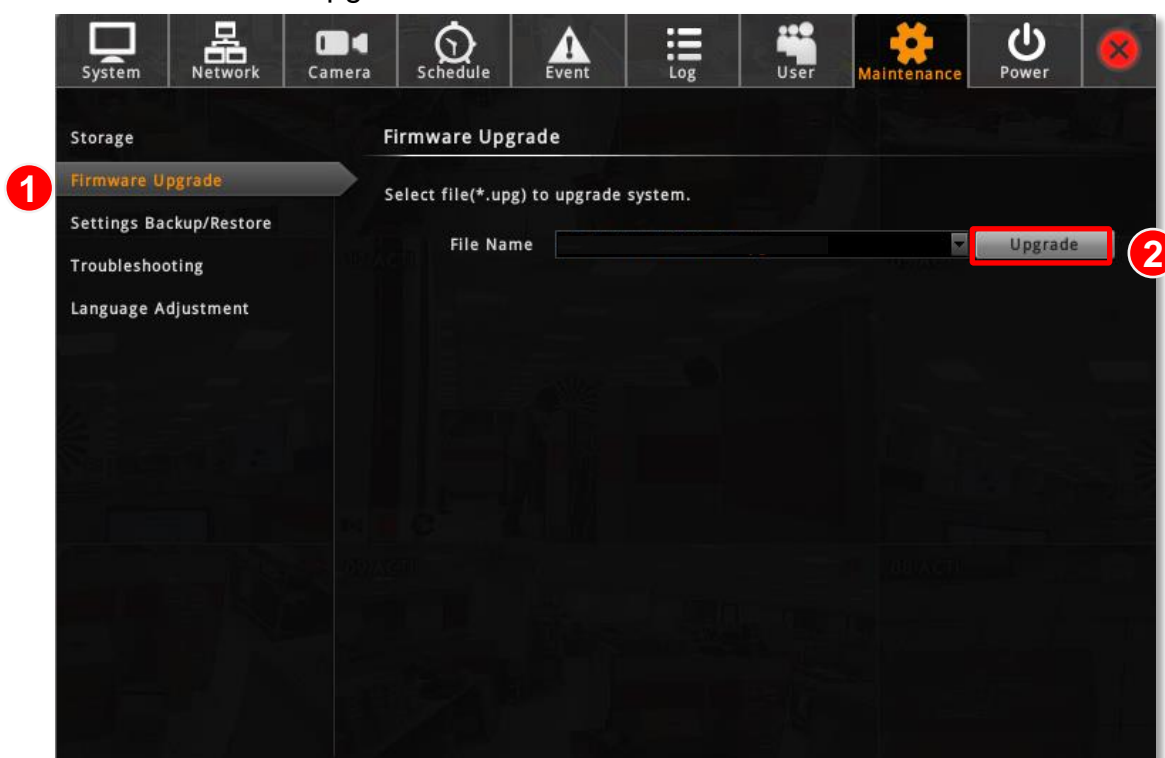 System Network Camera Schedule Event Log User Maintenance Power
Storage
Firmware Upgrade
1
Firmware Upgrade
Select file(*.upg) to upgrade system.
Settings Backup/Restore
File Name
Upgrade
2
Troubleshooting
Language Adjustment